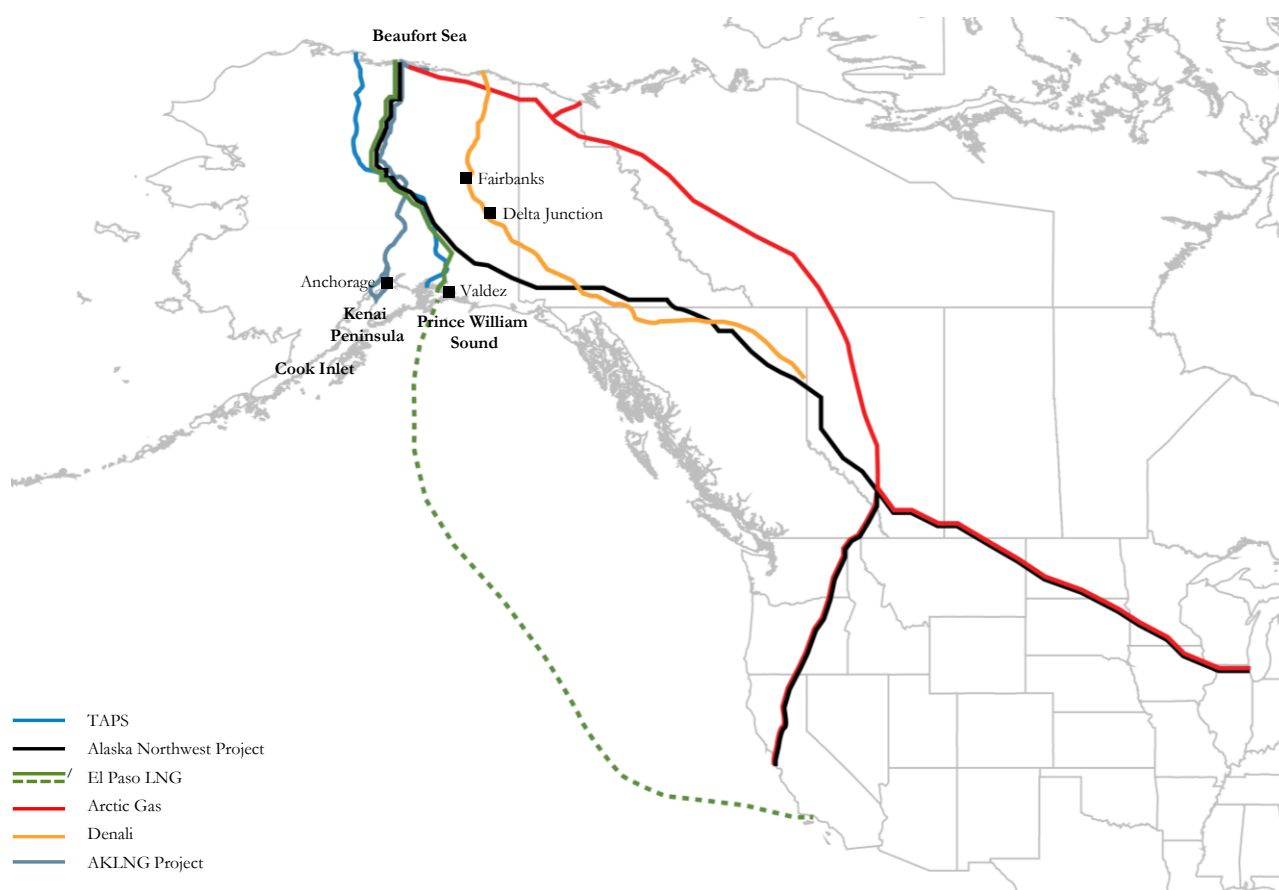 Beaufort Sea
Fairbanks
Delta Junction
Anchorage
Valdez
Kenai
Peninsula
Prince William
Sound
Cook Inlet
TAPS
Alaska Northwest Project
/ El Paso LNG
Arctic Gas
Denali
AKLNG Project